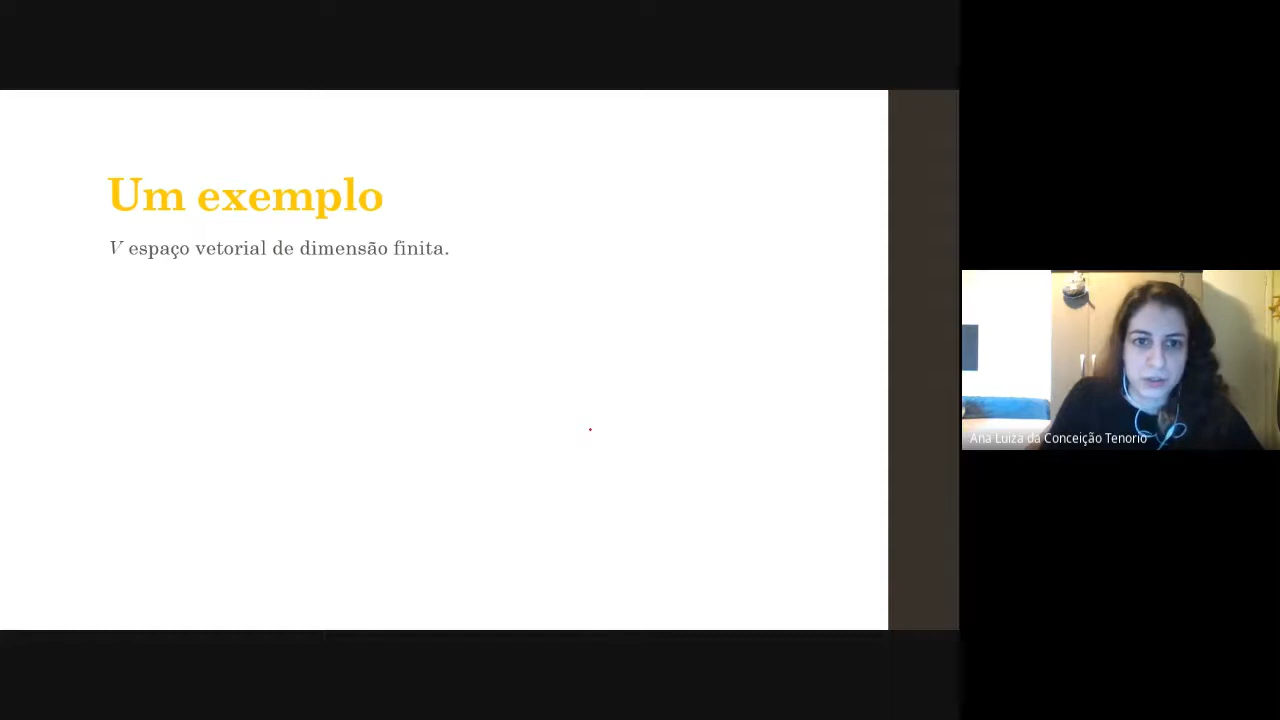 Um exemplo
V espaço vetorial de dimensão finita.
Ana Luiza da Conceição Tenorio